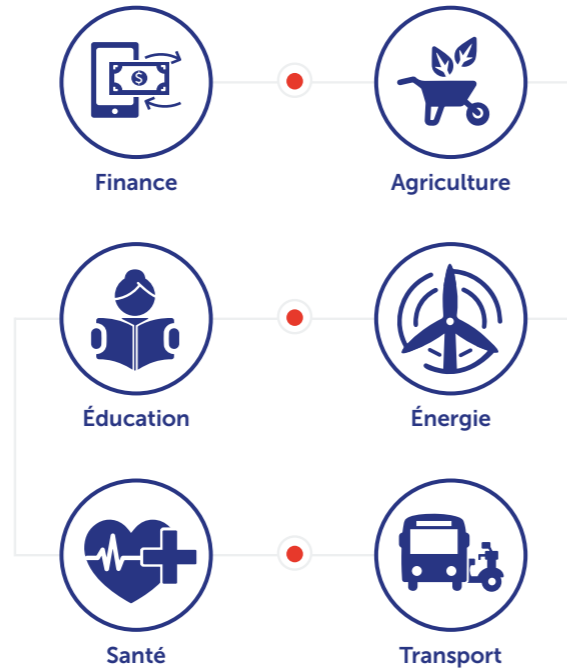 Finance
Agriculture
Éducation
Énergie
Santé
Transport